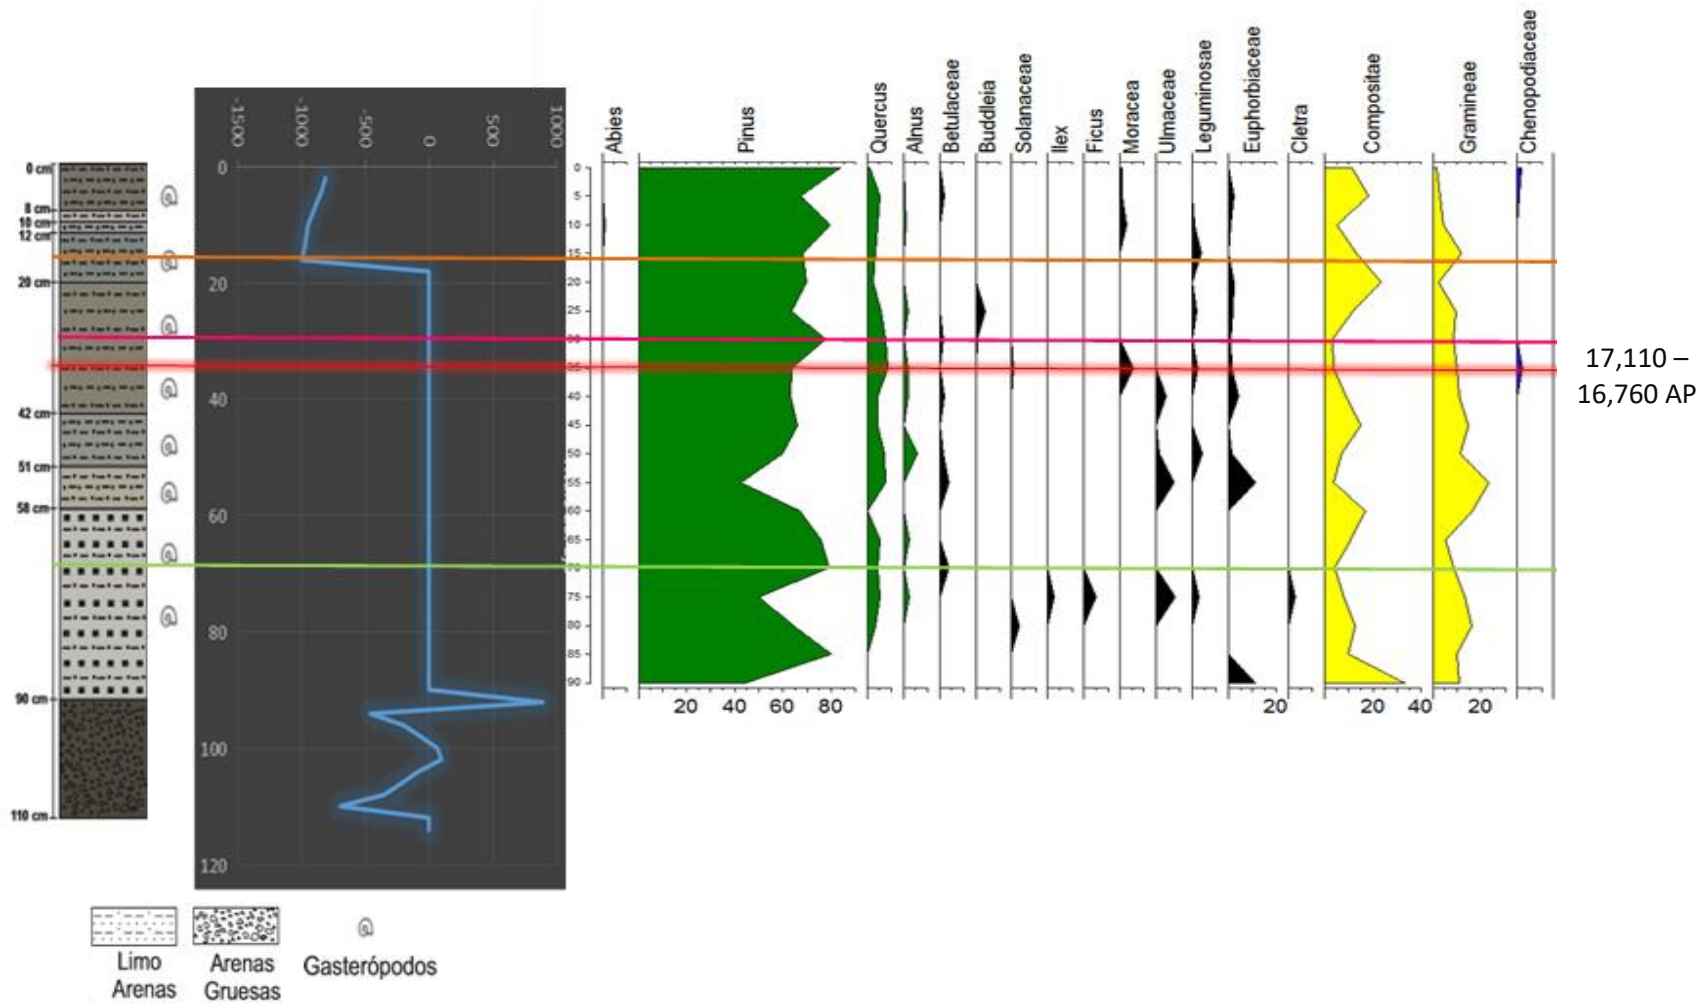 Abies
Pinus
Quercus
Alnus
Betulaceae
Buddleia
Solanaceae
Ilex
Ficus
Moracea
Ulmaceae
Leguminosae
Euphorbiaceae
Cletra
Compositae
Gramineae
Chenopodiaceae
-1500
-1000
-500
0
500
1000
0
20
40
60
80
100
120
0 cm
8 cm
10 cm
12 cm
20 cm
42 cm
51 cm
58 cm
90 cm
110 cm
0
5
10
15
20
25
30
35
40
45
50
55
60
65
70
75
80
85
90
20 40 60 80
20
20 40
20
17,110 –
16,760 AP
Limo
Arenas
Arenas
Gruesas
Gasterópodos